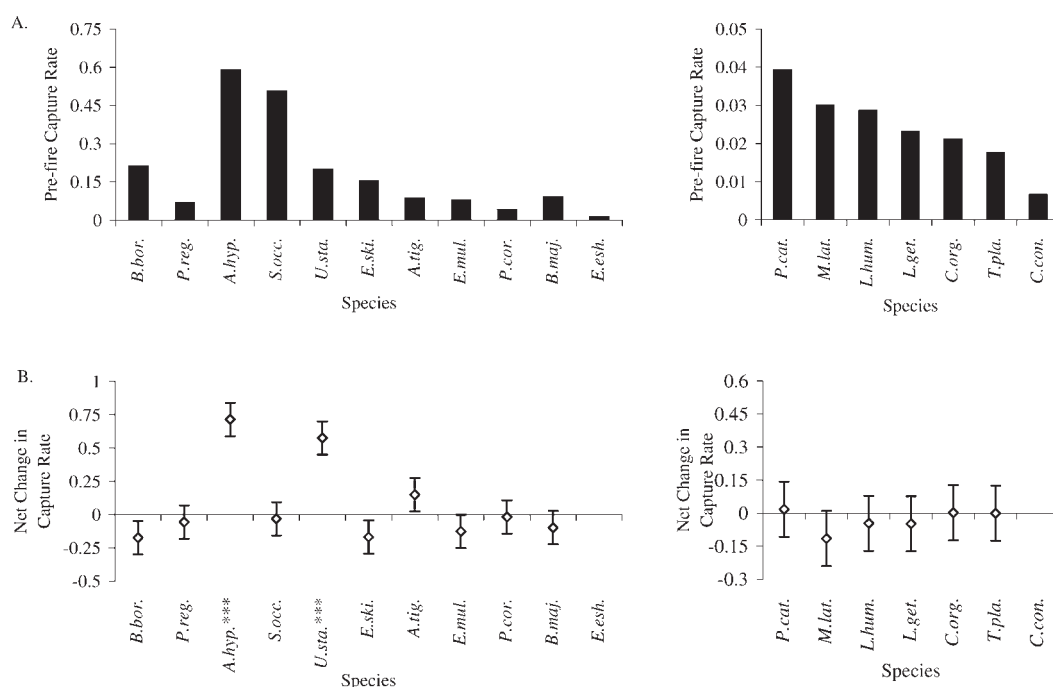 A.
Pre-fire Capture Rate
0.75
0.6
0.45
0.3
0.15
0
B.bor.
P.reg.
A.hyp.
S.occ.
U.sta.
E.ski.
A.tig.
E.mul.
P.cor.
B.maj.
E.esh.
Species
Pre-fire Capture Rate
0.05
0.04
0.03
0.02
0.01
0
P.cat.
M.lat.
L.hum.
L.get.
C.org.
T.pla.
C.con.
Species
B.
Net Change in
Capture Rate
1
0.75
0.5
0.25
0
-0.25
-0.5
B.bor.
P.reg.
A.hyp.***
S.occ.
U.sta.***
E.ski.
A.tig.
E.mul.
P.cor.
B.maj.
E.esh.
Species
Net Change in
Capture Rate
0.6
0.45
0.3
0.15
0
-0.15
-0.3
P.cat.
M.lat.
L.hum.
L.get.
C.org.
T.pla.
C.con.
Species